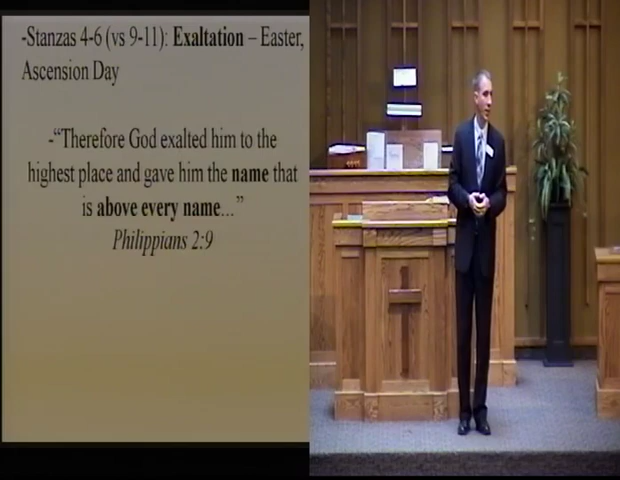 -Stanzas 4-6 (vs 9-11): Exaltation – Easter,
Ascension Day
-“Therefore God exalted him to the
highest place and gave him the name that
is above every name...”
Philippians 2:9